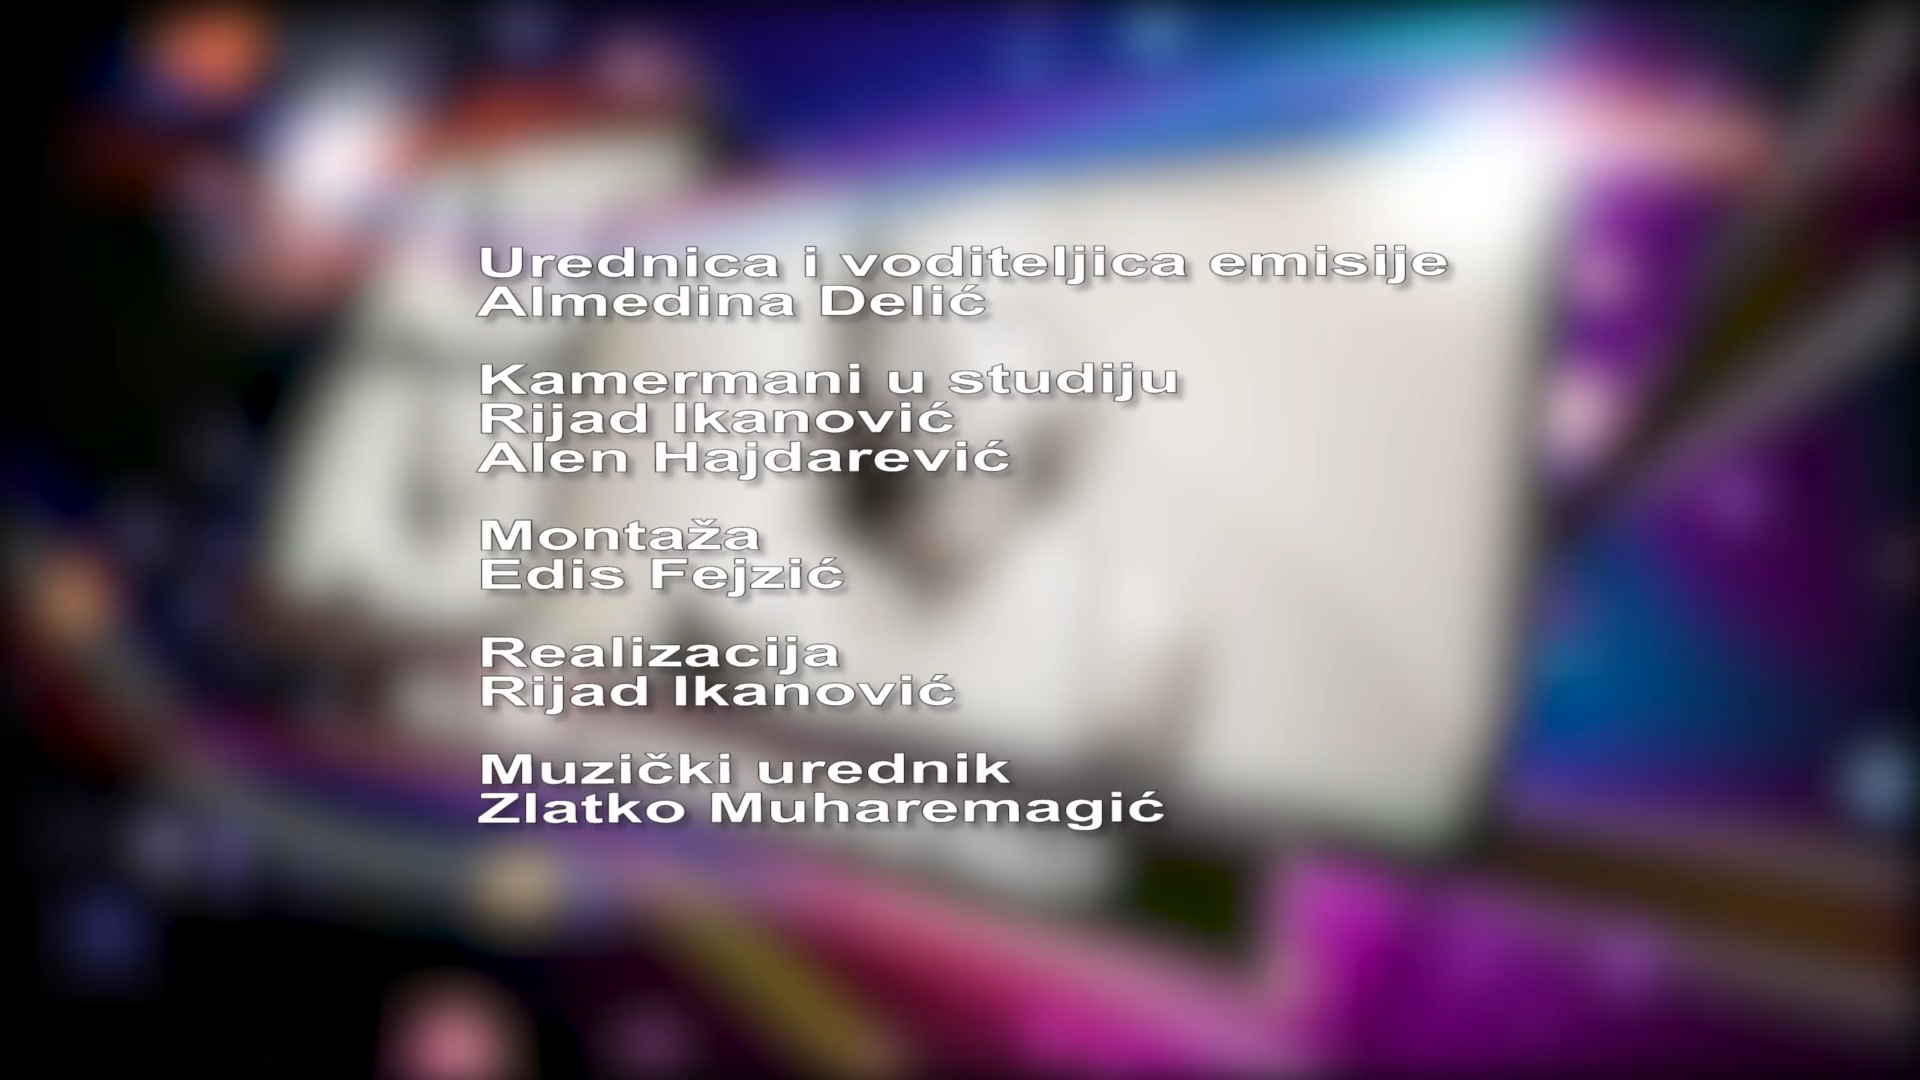 Urednica i voditeljica emisije
Almedina Delić
Kamermani u studiju
Rijad Ikanović
Alen Hajdarević
Montaža
Edis Fejzić
Realizacija
Rijad Ikanović
Muzički urednik
Zlatko Muharemagić